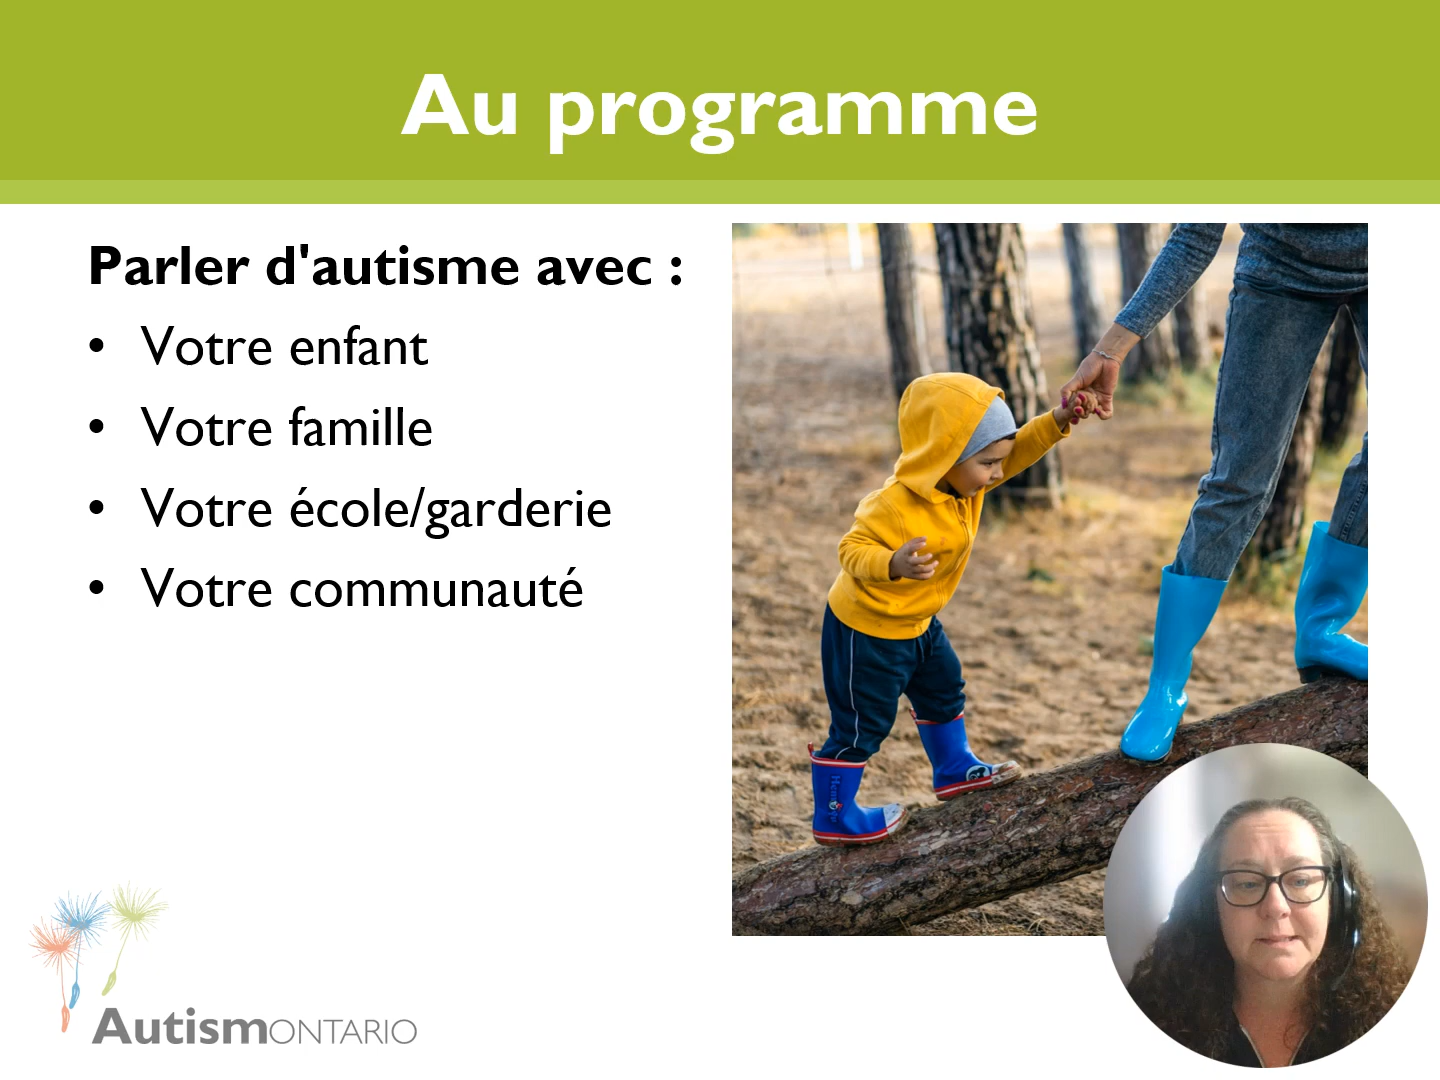 Au programme
Parler d'autisme avec :
• Votre enfant
• Votre famille
• Votre école/garderie
• Votre communauté
AutismONTARIO